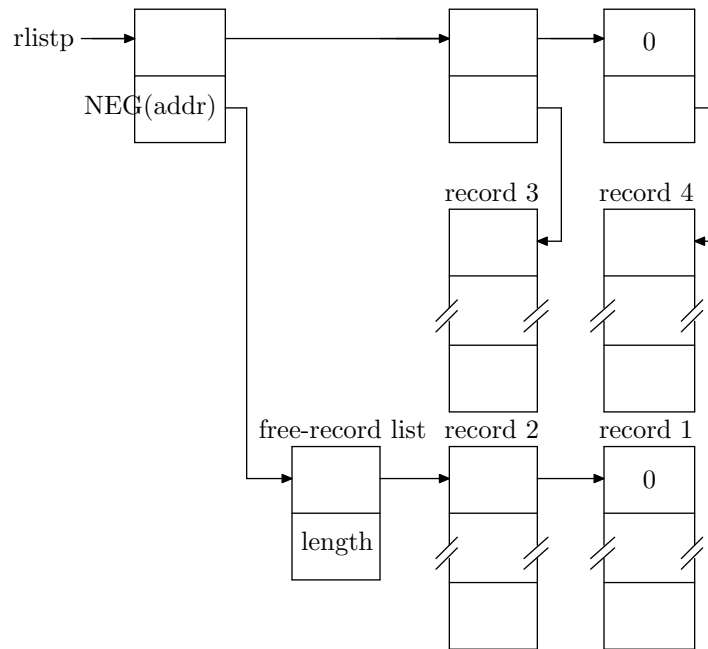 rlistp
0
NEG(addr)
record 3
record 4
free-record list
record 2
record 1
0
length